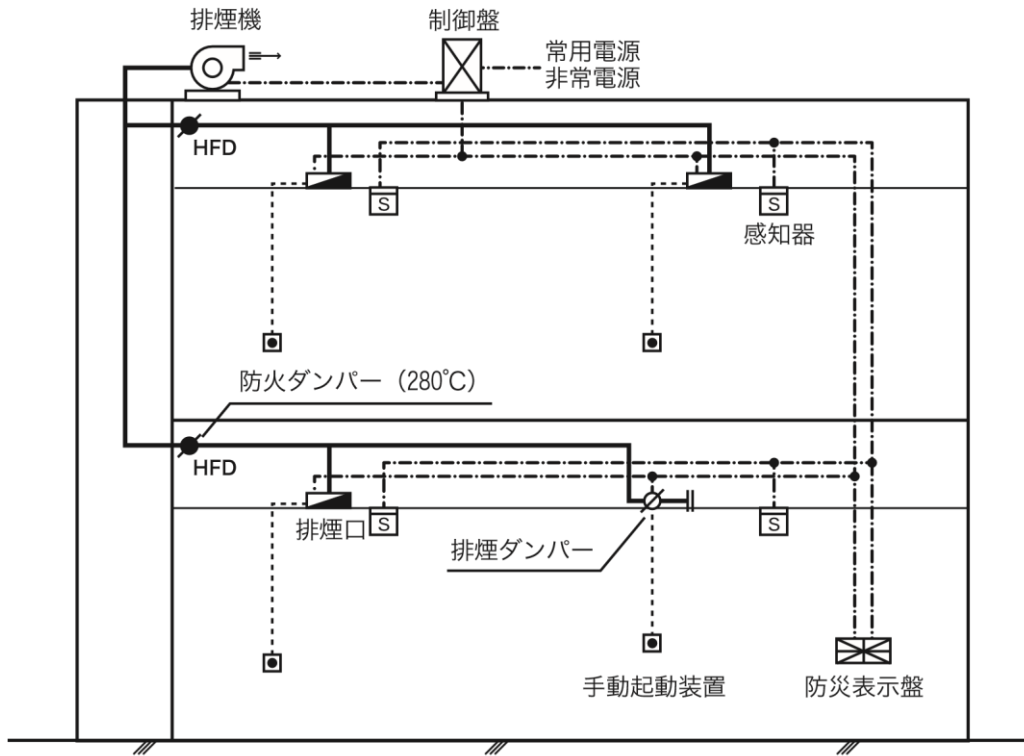 排煙機
制御盤
常用電源
非常電源
HFD
S
S
感知器
防火ダンパー（280℃）
HFD
排煙口
S
排煙ダンパー
S
手動起動装置
防災表示盤